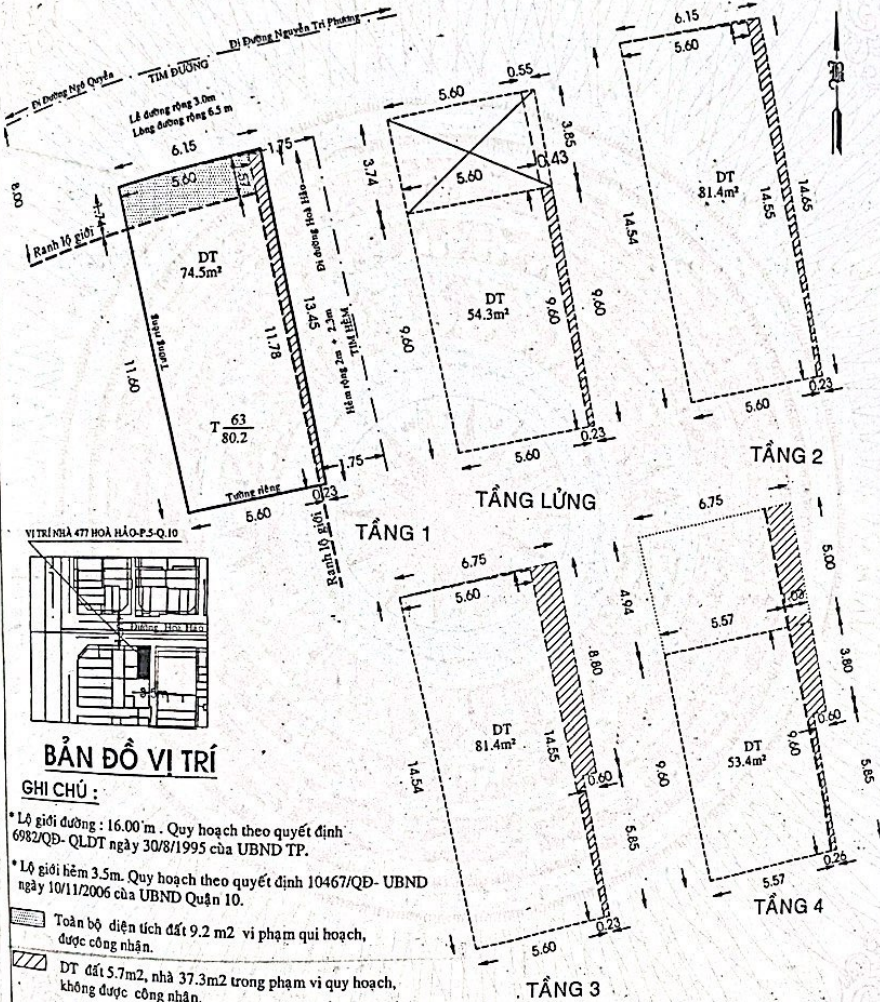 Đi Đường Nguyễn Tri Phương
Đi Đường Ngô Quyền
TIM ĐƯỜNG
Lề đường rộng 3.0m
Lòng đường rộng 6.5 m
8.00
6.15
5.60
.57
1.75
1.74
Ranh lộ giới
DT
74.5m²
Tường riêng
11.60
11.78
13.45
Đi đường Hoà Hảo
Hẻm rộng 2m + 2.3m
TIM HẺM
T 63
80.2
1.75
Tường riêng
0.23
5.60
Ranh lộ giới
TẦNG 1
5.60
0.55
3.74
3.85
0.43
5.60
DT
54.3m²
9.60
9.60
9.60
0.23
5.60
TẦNG LỬNG
6.15
5.60
DT
81.4m²
14.54
14.55
14.65
0.23
5.60
TẦNG 2
VỊ TRÍ NHÀ 477 HOÀ HẢO-P.5-Q.10
Đường Hoà Hảo
3.5m
BẢN ĐỒ VỊ TRÍ
6.75
5.60
8.80
DT
81.4m²
14.54
14.55
0.60
5.85
0.23
5.60
TẦNG 3
6.75
5.00
4.94
5.57
3.80
0.60
DT
53.4m²
9.60
9.60
5.85
0.26
5.57
TẦNG 4
GHI CHÚ :
* Lộ giới đường : 16.00 m . Quy hoạch theo quyết định
6982/QĐ- QLDT ngày 30/8/1995 của UBND TP.
* Lộ giới hẻm 3.5m. Quy hoạch theo quyết định 10467/QĐ- UBND
ngày 10/11/2006 của UBND Quận 10.
Toàn bộ diện tích đất 9.2 m2 vi phạm qui hoạch,
được công nhận.
DT đất 5.7m2, nhà 37.3m2 trong phạm vi quy hoạch,
không được công nhận.